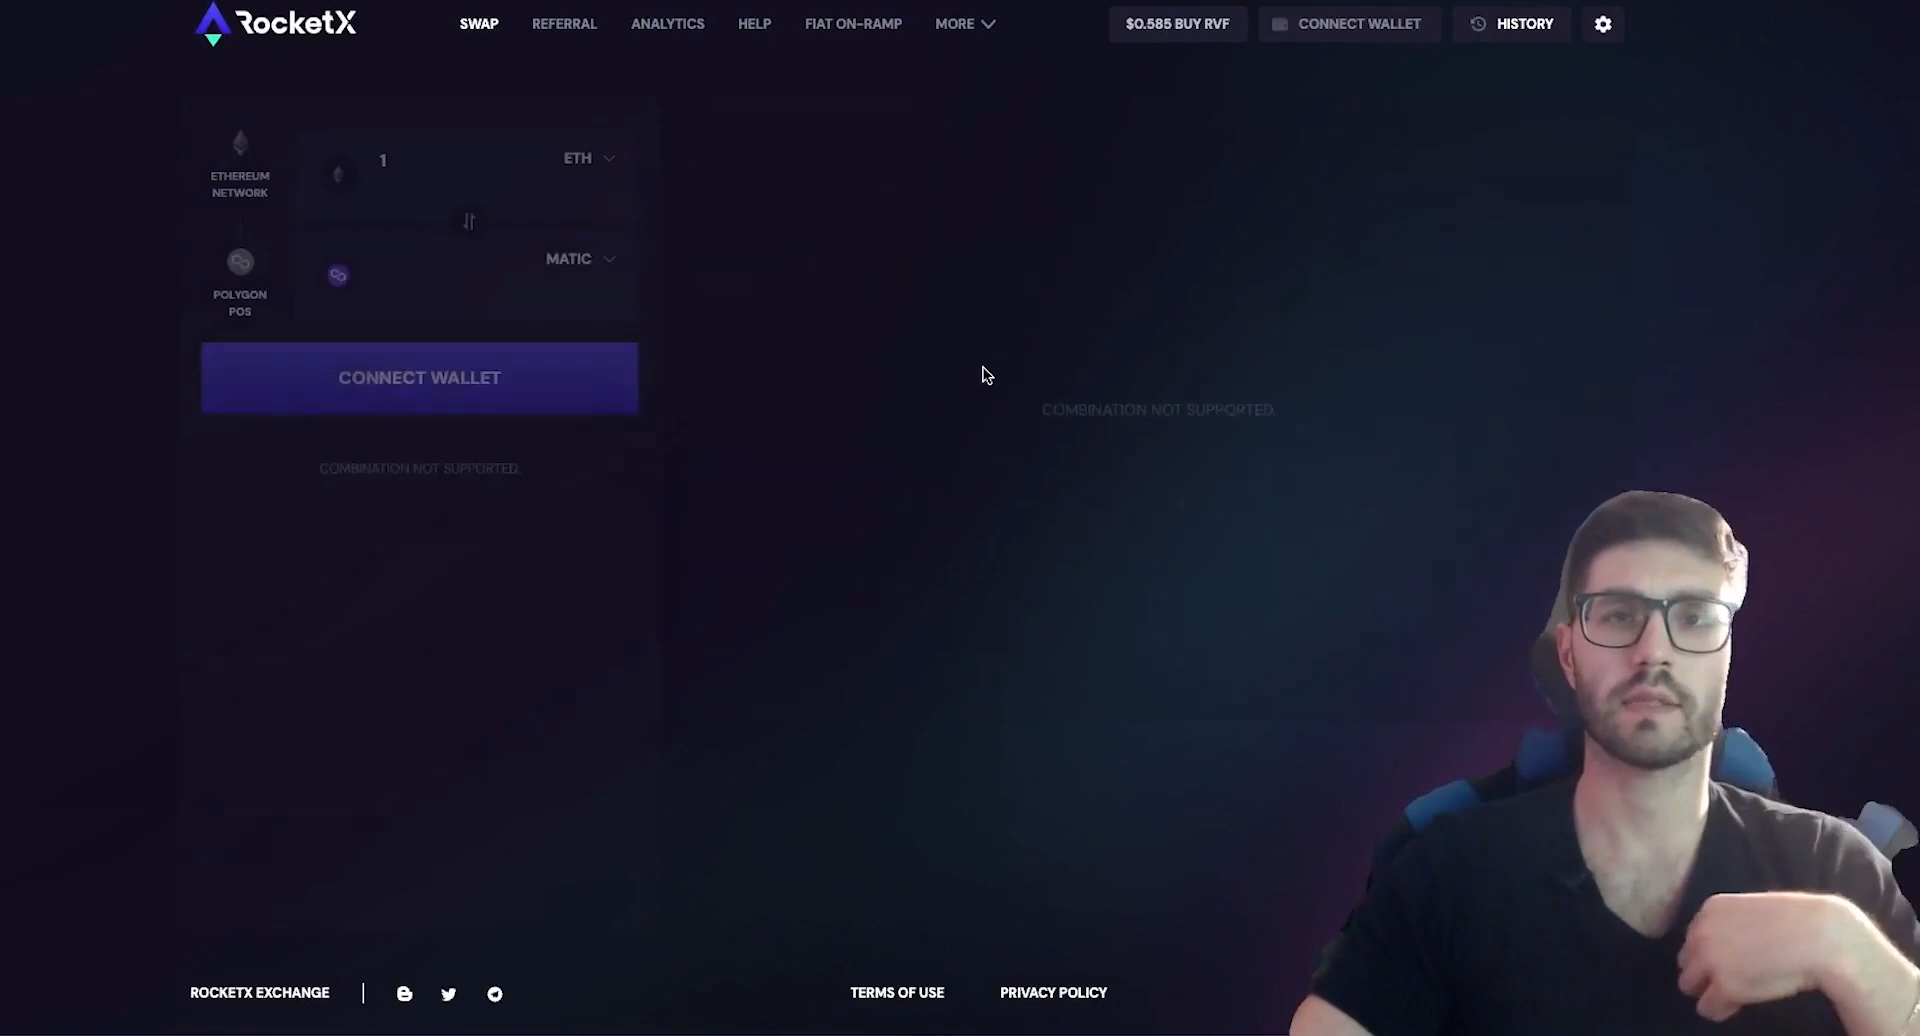 RocketX
SWAP
REFERRAL
ANALYTICS
HELP
FIAT ON-RAMP
MORE
$0.585 BUY RVF
CONNECT WALLET
HISTORY
ETHEREUM
NETWORK
1
ETH
POLYGON
POS
MATIC
CONNECT WALLET
COMBINATION NOT SUPPORTED.
COMBINATION NOT SUPPORTED.
ROCKETX EXCHANGE
TERMS OF USE
PRIVACY POLICY